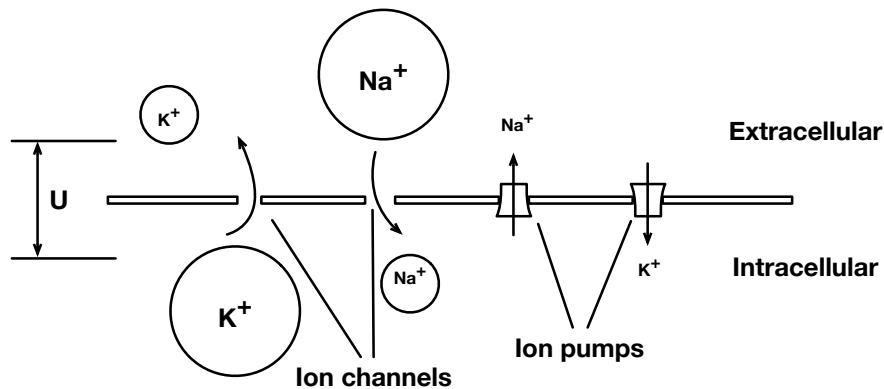 Na⁺
K⁺
Na⁺
Extracellular
U
K⁺
Na⁺
K⁺
Intracellular
Ion pumps
Ion channels